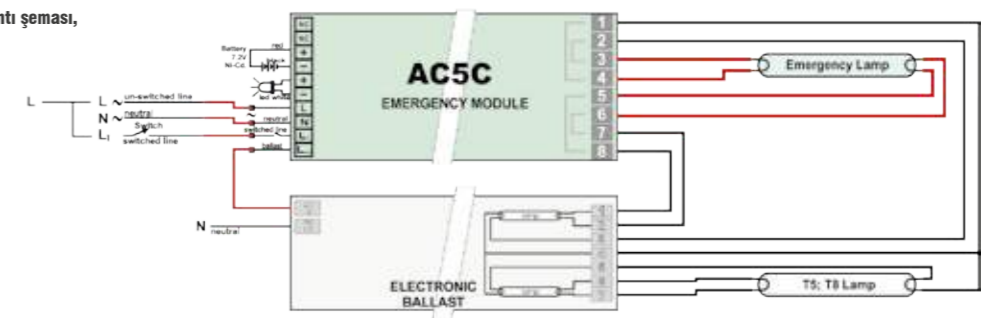 ntı şeması,
NC
NC
Battery
7.2V
Ni-Cd.
red
+
−
+
−
led white
L
N
L
L
L
L ~ un-switched line
N ~ neutral
Switch
L₁
switched line
~
neutral
switched line
ballast
AC5C
EMERGENCY MODULE
1
2
3
4
5
6
7
8
Emergency Lamp
N neutral
ELECTRONIC
BALLAST
T5; T8 Lamp